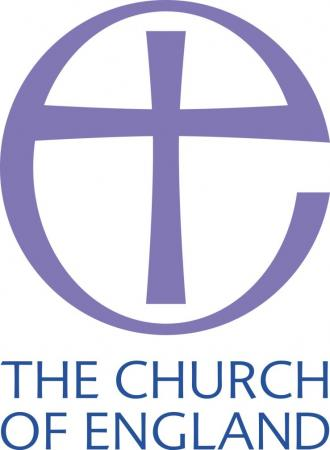 THE CHURCH
OF ENGLAND